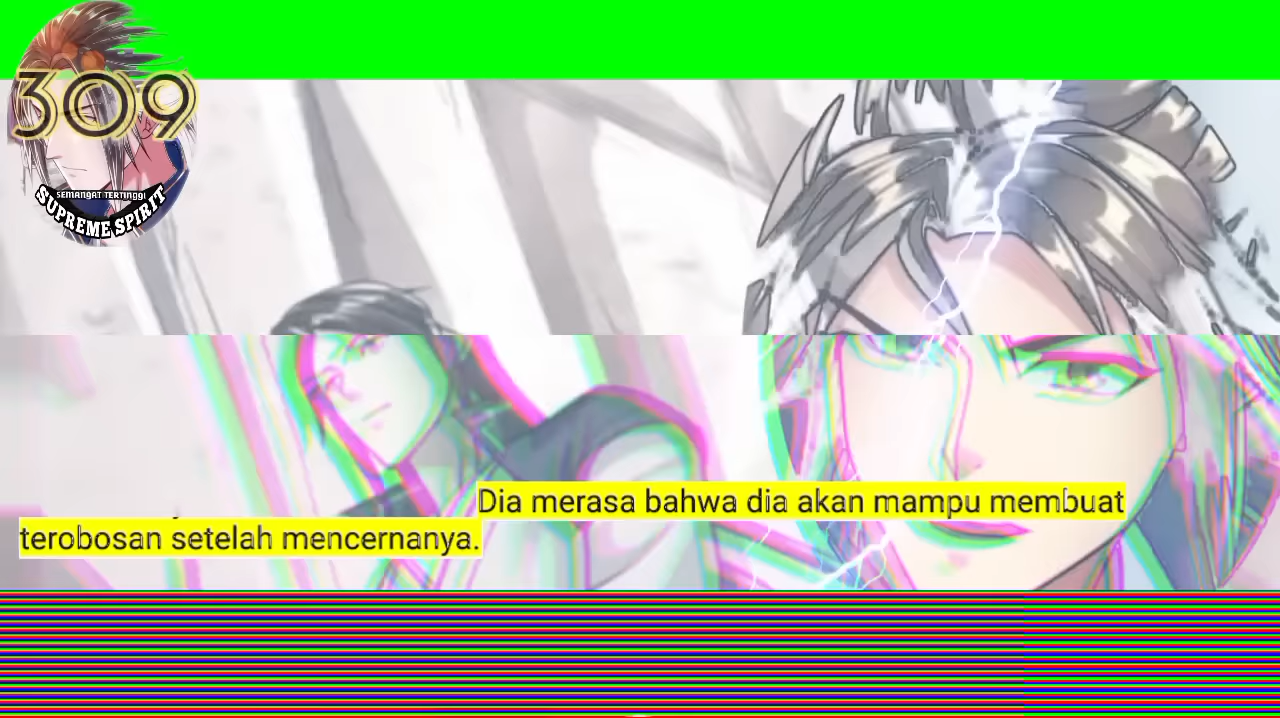 309
SEMANGAT TERTINGGI
SUPREME SPIRIT
Dia merasa bahwa dia akan mampu membuat
terobosan setelah mencernanya.